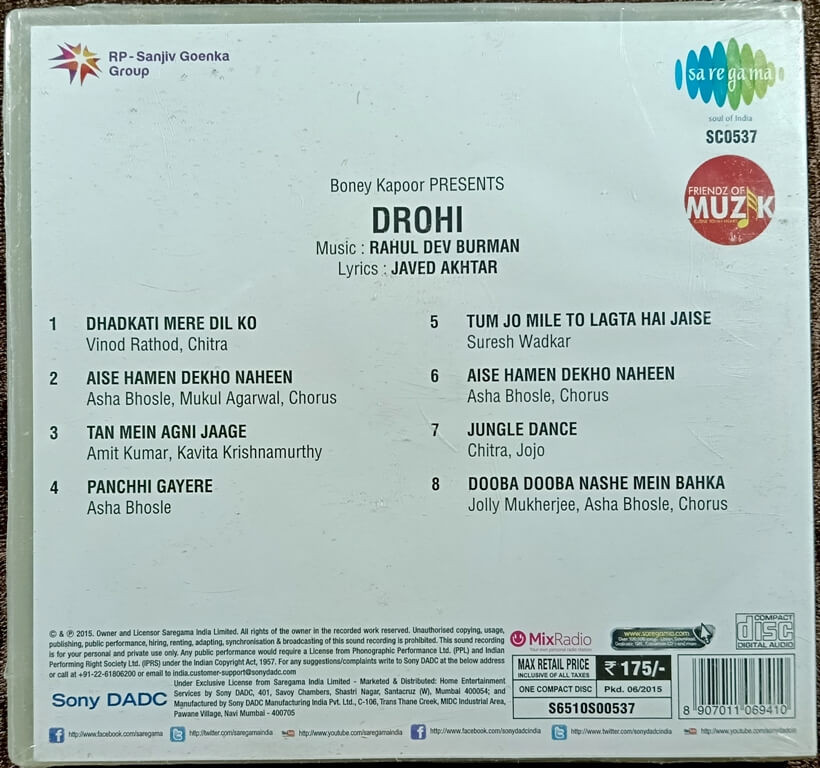 RP - Sanjiv Goenka
Group
sa re ga ma
soul of India
SC0537
FRIENDZ OF
MUZIK
Boney Kapoor PRESENTS
DROHI
Music : RAHUL DEV BURMAN
Lyrics : JAVED AKHTAR
1 DHADKATI MERE DIL KO
Vinod Rathod, Chitra
2 AISE HAMEN DEKHO NAHEEN
Asha Bhosle, Mukul Agarwal, Chorus
3 TAN MEIN AGNI JAAGE
Amit Kumar, Kavita Krishnamurthy
4 PANCHHI GAYERE
Asha Bhosle
5 TUM JO MILE TO LAGTA HAI JAISE
Suresh Wadkar
6 AISE HAMEN DEKHO NAHEEN
Asha Bhosle, Chorus
7 JUNGLE DANCE
Chitra, Jojo
8 DOOBA DOOBA NASHE MEIN BAHKA
Jolly Mukherjee, Asha Bhosle, Chorus
© & ℗ 2015. Owner and Licensor Saregama India Limited. All rights of the owner in the recorded work reserved. Unauthorised copying, usage,
publishing, public performance, hiring, renting, adapting, synchronisation & broadcasting of this sound recording is prohibited. This sound recording
is for your personal and private use only. Any public performance would require a License from Phonographic Performance Ltd. (PPL) and Indian
Performing Right Society Ltd. (IPRS) under the Indian Copyright Act, 1957. For any suggestions/complaints write to Sony DADC at the below address
or call at +91-22-61806200 or email to india.customer-support@sonydadc.com
Sony DADC
Under Exclusive License from Saregama India Limited - Marketed & Distributed: Home Entertainment
Services by Sony DADC, 401, Savoy Chambers, Shastri Nagar, Santacruz (W), Mumbai 400054; and
Manufactured by Sony DADC Manufacturing India Pvt. Ltd., C-106, Trans Thane Creek, MIDC Industrial Area,
Pawane Village, Navi Mumbai - 400705
MixRadio
Your own personal radio station
www.saregama.com
COMPACT
disc
DIGITAL AUDIO
MAX RETAIL PRICE
INCLUSIVE OF ALL TAXES
₹ 175/-
ONE COMPACT DISC
Pkd. 06/2015
S6510S00537
8 907011 069410
http://www.facebook.com/saregama
http://twitter.com/saregamaindia
http://www.youtube.com/saregamaindia
http://www.facebook.com/sonydadcindia
http://twitter.com/sonydadcindia
http://www.youtube.com/sonydadcin